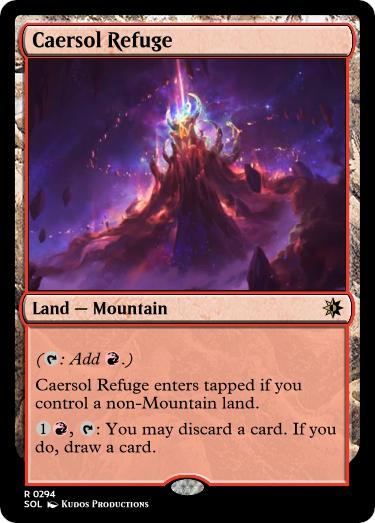 Caersol Refuge
Land — Mountain
(T: Add R.)
Caersol Refuge enters tapped if you
control a non-Mountain land.
1 R, T: You may discard a card. If you
do, draw a card.
R 0294
SOL Kudos Productions